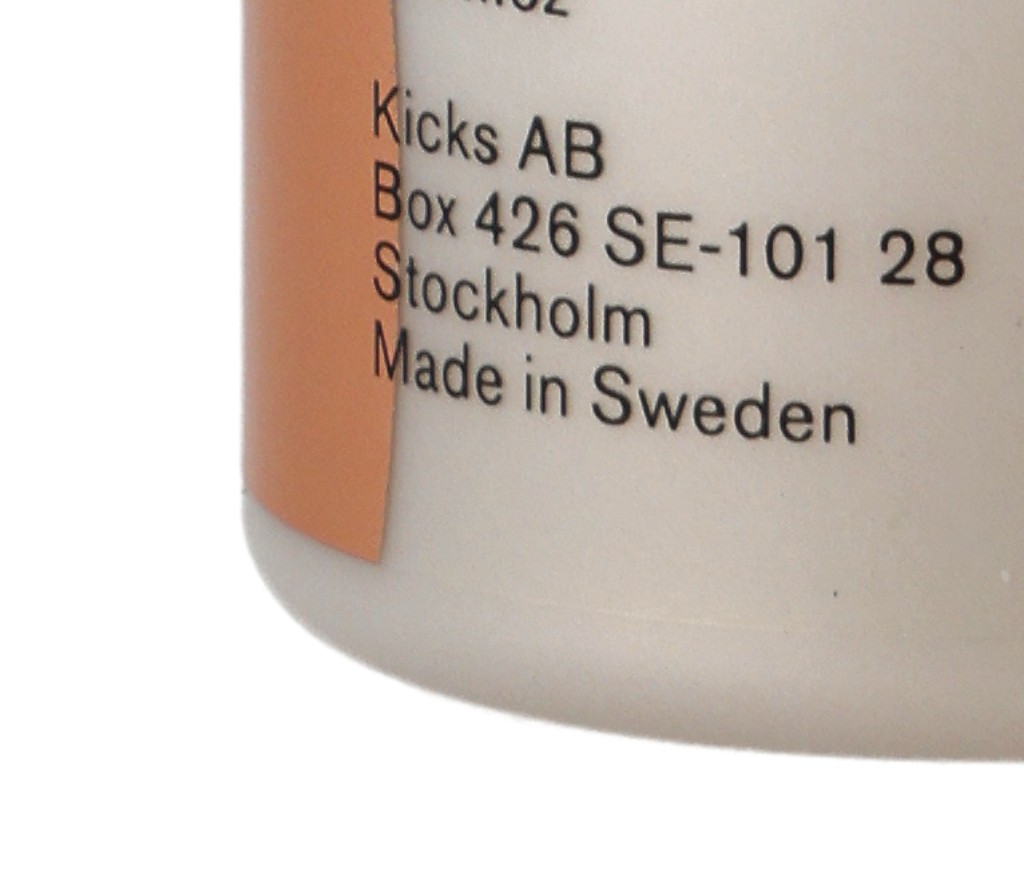 Kicks AB
Box 426 SE-101 28
Stockholm
Made in Sweden